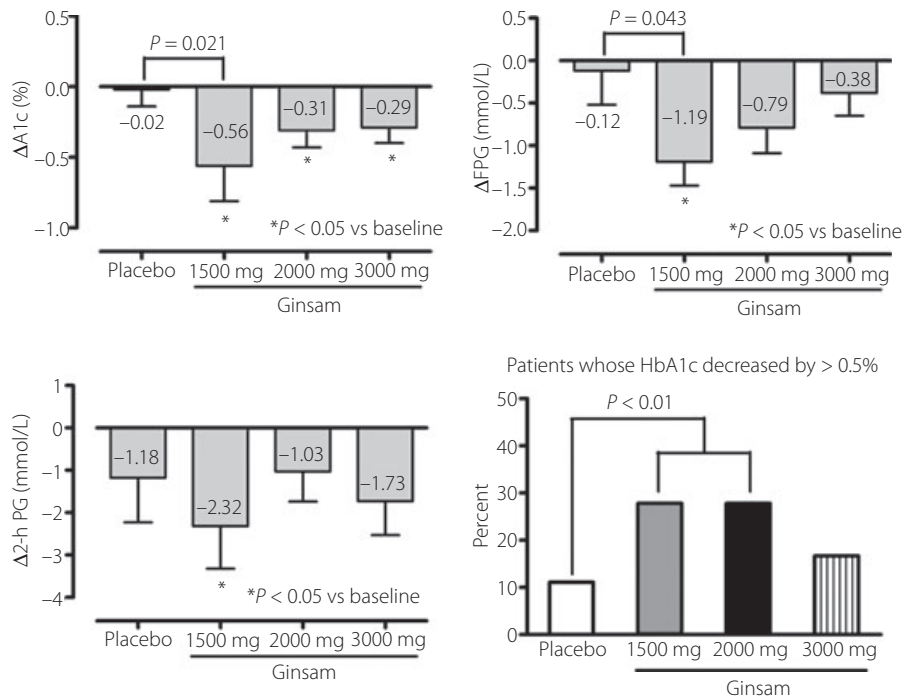 0.5
P = 0.021
0.0
−0.02
−0.56
−0.31
−0.29
−0.5
*
*
*
−1.0
*P < 0.05 vs baseline
ΔA1c (%)
Placebo
1500 mg
2000 mg
3000 mg
Ginsam
0.5
P = 0.043
0.0
−0.12
−1.19
−0.79
−0.38
−0.5
−1.0
−1.5
*
−2.0
*P < 0.05 vs baseline
ΔFPG (mmol/L)
Placebo
1500 mg
2000 mg
3000 mg
Ginsam
1
0
−1.18
−2.32
−1.03
−1.73
−1
−2
−3
*
−4
*P < 0.05 vs baseline
Δ2-h PG (mmol/L)
Placebo
1500 mg
2000 mg
3000 mg
Ginsam
Patients whose HbA1c decreased by > 0.5%
50
P < 0.01
40
30
20
10
0
Percent
Placebo
1500 mg
2000 mg
3000 mg
Ginsam